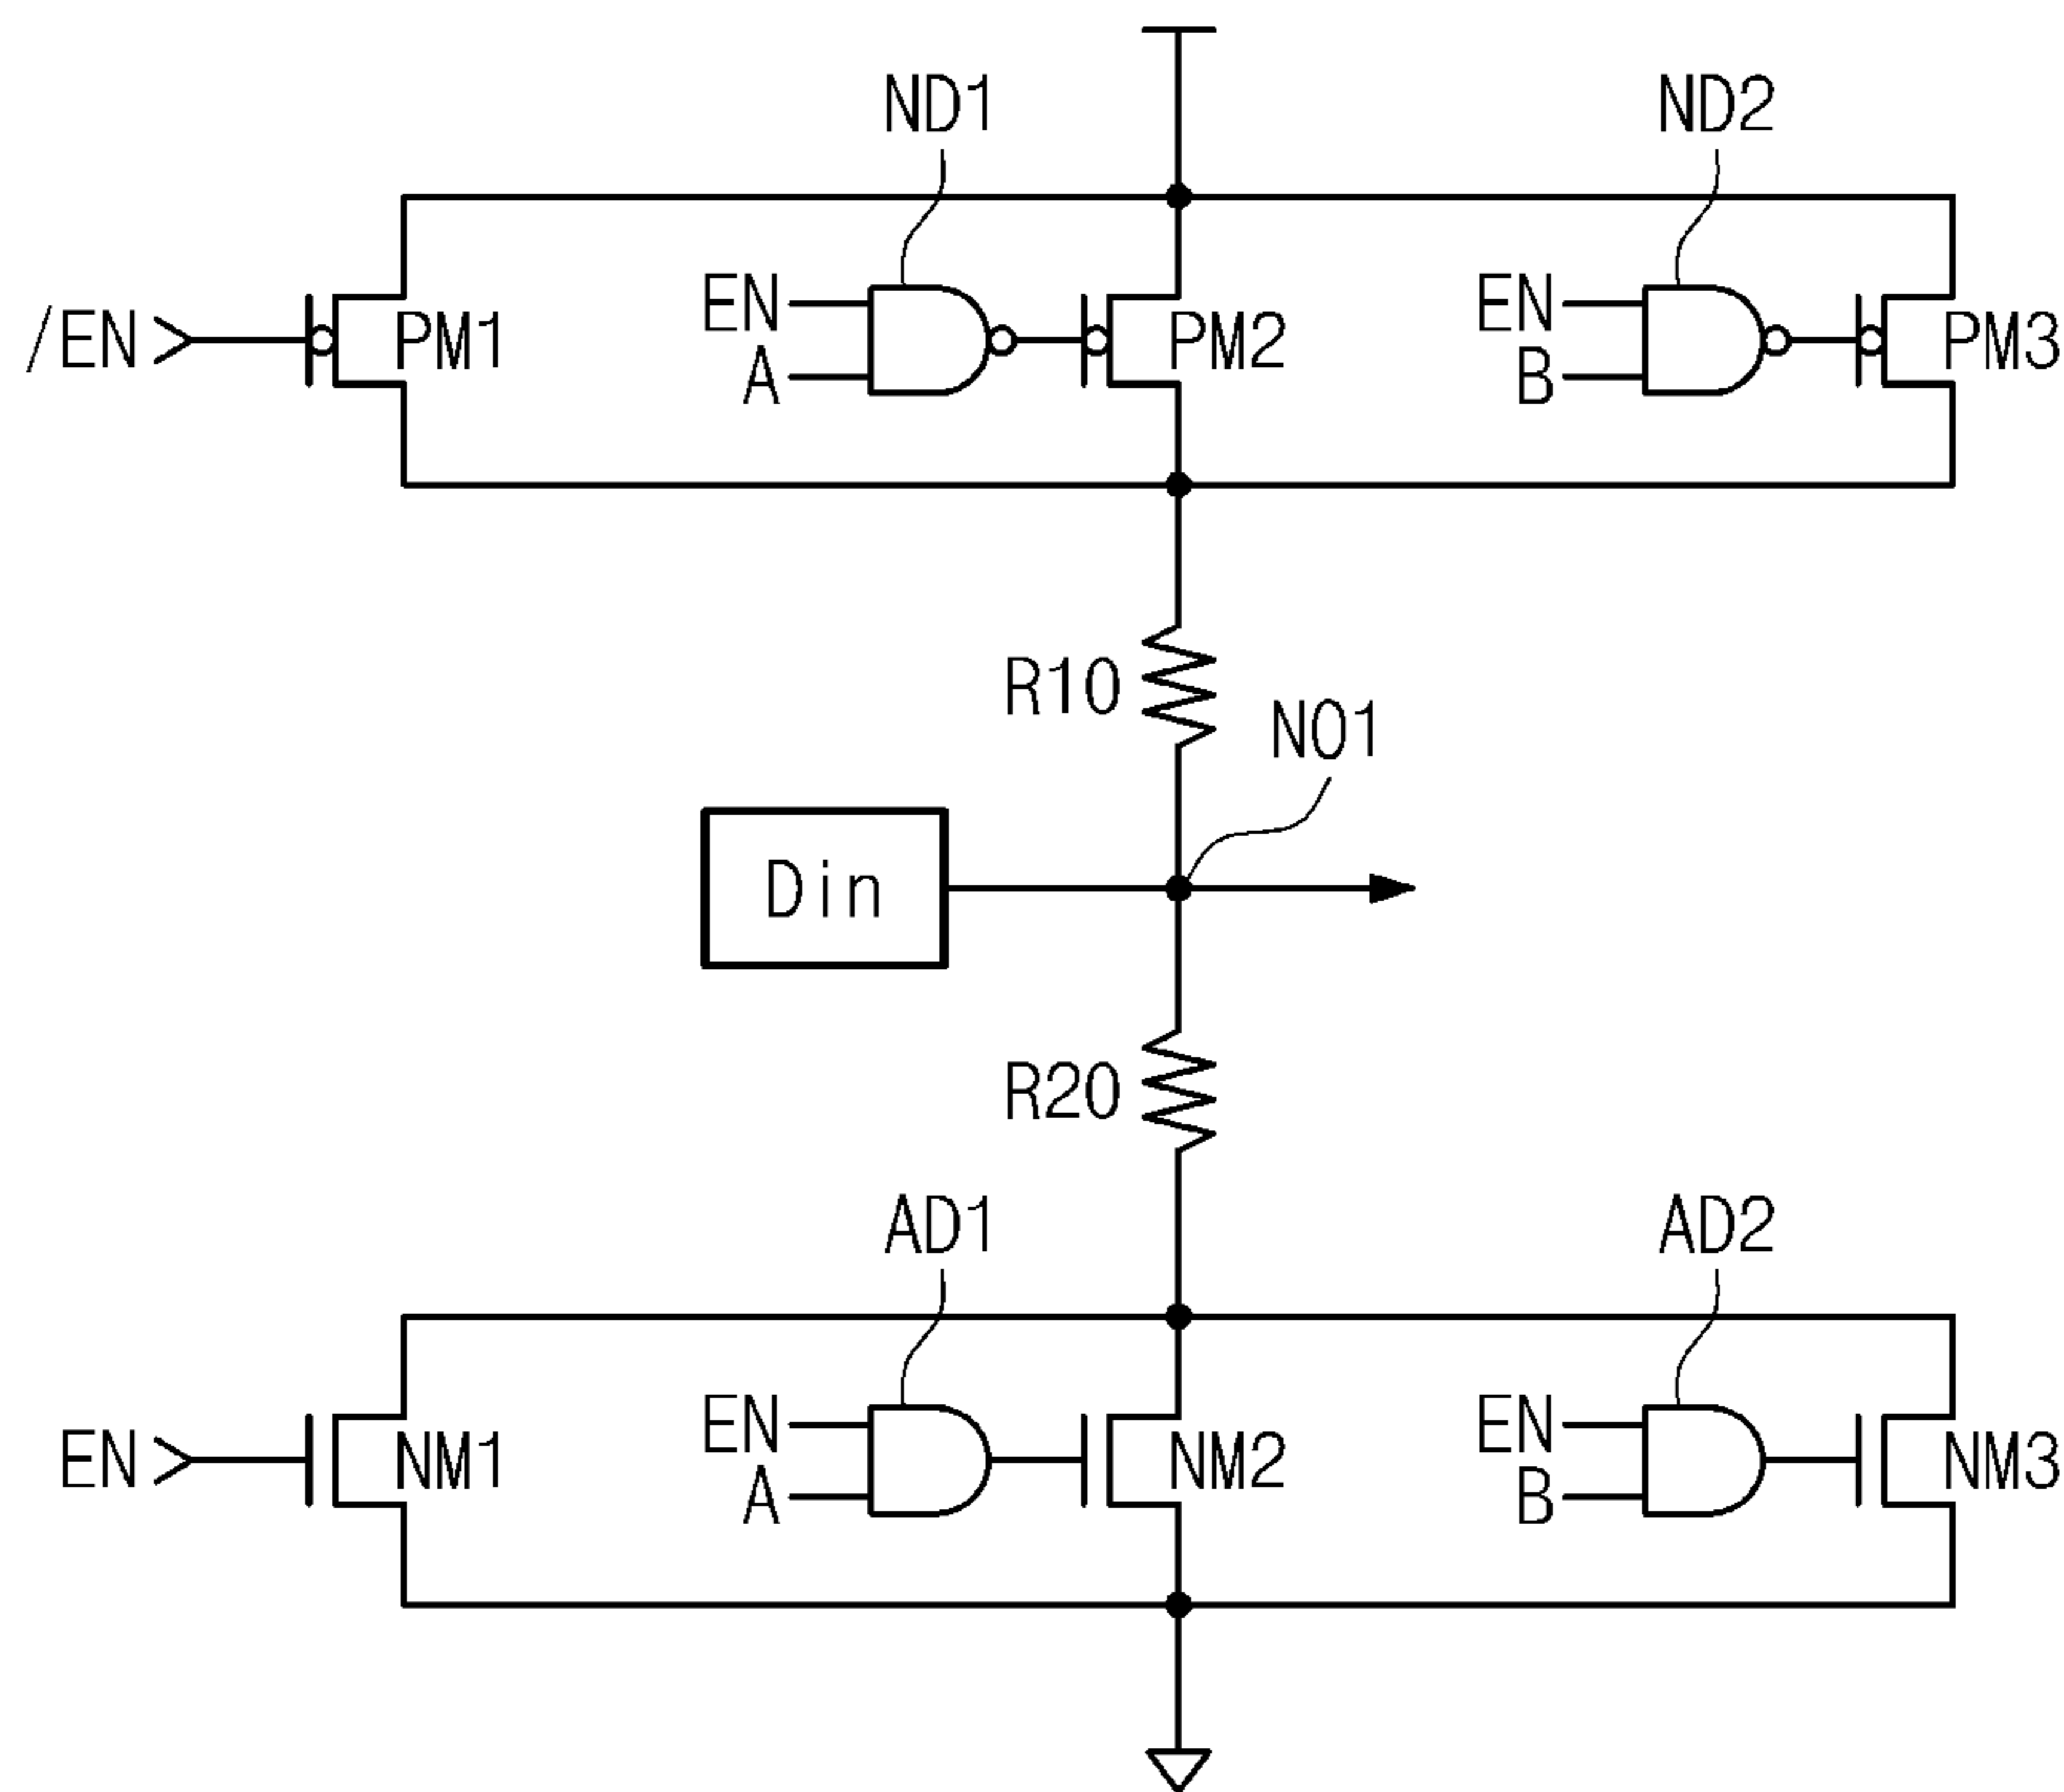 ND1 ND2
/EN PM1 EN A PM2 EN B PM3
R10
NO1
Din
R20
AD1 AD2
EN NM1 EN A NM2 EN B NM3